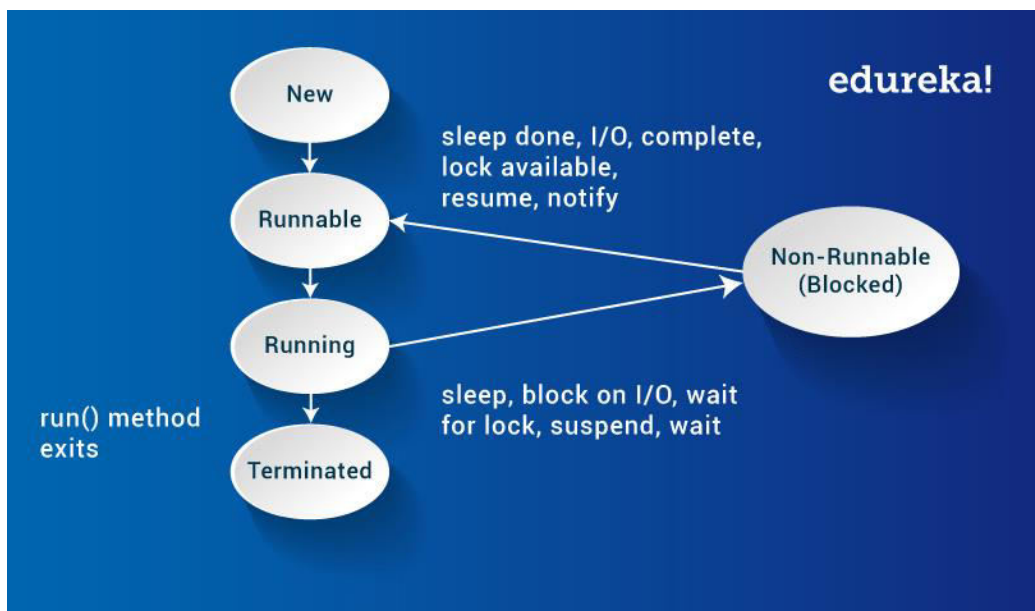 New
edureka!
sleep done, I/O, complete,
lock available,
resume, notify
Runnable
Non-Runnable
(Blocked)
Running
sleep, block on I/O, wait
for lock, suspend, wait
run() method
exits
Terminated